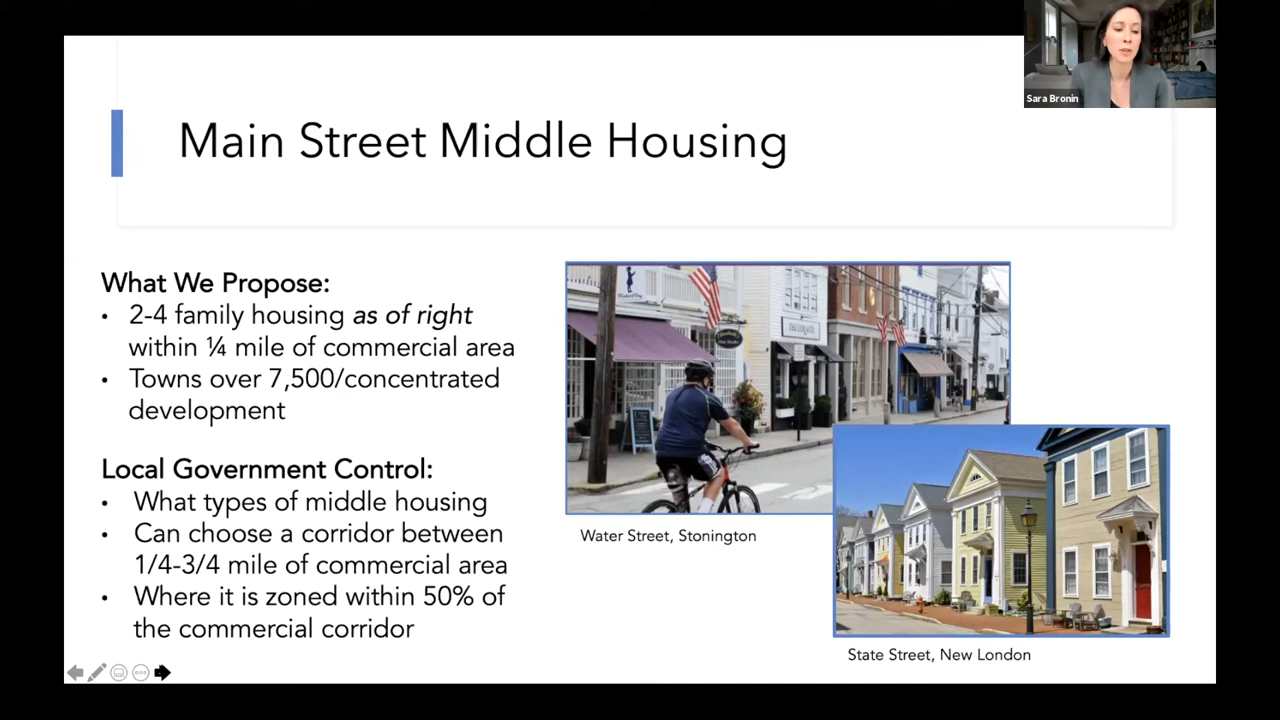 Sara Bronin
Main Street Middle Housing
What We Propose:
• 2-4 family housing as of right
within ¼ mile of commercial area
• Towns over 7,500/concentrated
development
Local Government Control:
• What types of middle housing
• Can choose a corridor between
1/4-3/4 mile of commercial area
• Where it is zoned within 50% of
the commercial corridor
Water Street, Stonington
State Street, New London